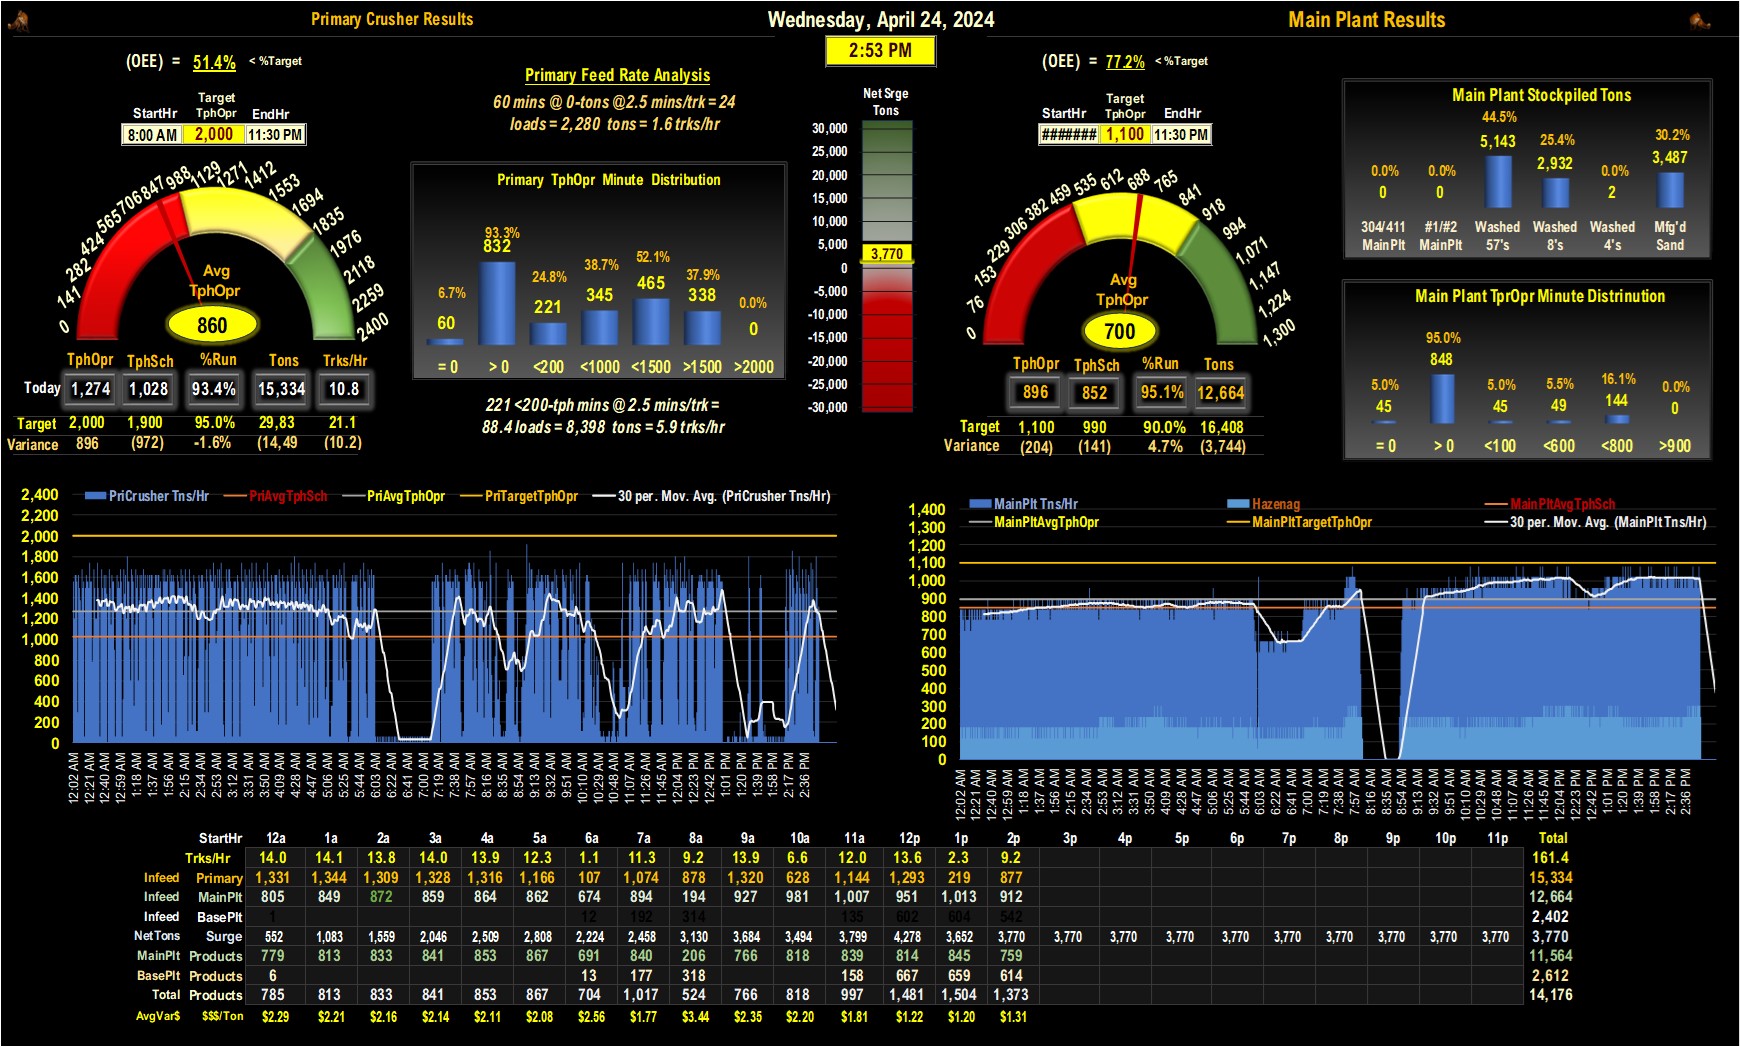 Primary Crusher Results
Wednesday, April 24, 2024
Main Plant Results
2:53 PM
(OEE) = 51.4% < %Target
StartHr Target TphOpr EndHr
8:00 AM 2,000 11:30 PM
0 141 282 424 565 706 847 988 1129 1271 1412 1553 1694 1835 1976 2118 2259 2400
Avg
TphOpr
860
TphOpr TphSch %Run Tons Trks/Hr
Today 1,274 1,028 93.4% 15,334 10.8
Target 2,000 1,900 95.0% 29,83 21.1
Variance 896 (972) -1.6% (14,49 (10.2)
Primary Feed Rate Analysis
60 mins @ 0-tons @2.5 mins/trk = 24
loads = 2,280 tons = 1.6 trks/hr
Primary TphOpr Minute Distribution
6.7% 93.3% 24.8% 38.7% 52.1% 37.9% 0.0%
60 832 221 345 465 338 0
= 0 > 0 <200 <1000 <1500 >1500 >2000
221 <200-tph mins @ 2.5 mins/trk =
88.4 loads = 8,398 tons = 5.9 trks/hr
Net Srge
Tons
30,000
25,000
20,000
15,000
10,000
5,000
3,770
0
-5,000
-10,000
-15,000
-20,000
-25,000
-30,000
(OEE) = 77.2% < %Target
StartHr Target TphOpr EndHr
####### 1,100 11:30 PM
0 76 153 229 306 382 459 535 612 688 765 841 918 994 1,071 1,147 1,224 1,300
Avg
TphOpr
700
TphOpr TphSch %Run Tons
896 852 95.1% 12,664
Target 1,100 990 90.0% 16,408
Variance (204) (141) 4.7% (3,744)
Main Plant Stockpiled Tons
0.0% 0.0% 44.5% 25.4% 0.0% 30.2%
0 0 5,143 2,932 2 3,487
304/411 #1/#2 Washed Washed Washed Mfg'd
MainPlt MainPlt 57's 8's 4's Sand
Main Plant TprOpr Minute Distrinution
5.0% 95.0% 5.0% 5.5% 16.1% 0.0%
45 848 45 49 144 0
= 0 > 0 <100 <600 <800 >900
PriCrusher Tns/Hr PriAvgTphSch PriAvgTphOpr PriTargetTphOpr 30 per. Mov. Avg. (PriCrusher Tns/Hr)
2,400
2,200
2,000
1,800
1,600
1,400
1,200
1,000
800
600
400
200
0
12:02 AM 12:21 AM 12:40 AM 12:59 AM 1:18 AM 1:37 AM 1:56 AM 2:15 AM 2:34 AM 2:53 AM 3:12 AM 3:31 AM 3:50 AM 4:09 AM 4:28 AM 4:47 AM 5:06 AM 5:25 AM 5:44 AM 6:03 AM 6:22 AM 6:41 AM 7:00 AM 7:19 AM 7:38 AM 7:57 AM 8:16 AM 8:35 AM 8:54 AM 9:13 AM 9:32 AM 9:51 AM 10:10 AM 10:29 AM 10:48 AM 11:07 AM 11:26 AM 11:45 AM 12:04 PM 12:23 PM 12:42 PM 1:01 PM 1:20 PM 1:39 PM 1:58 PM 2:17 PM 2:36 PM
MainPlt Tns/Hr Hazenag MainPltAvgTphSch
MainPltAvgTphOpr MainPltTargetTphOpr 30 per. Mov. Avg. (MainPlt Tns/Hr)
1,400
1,300
1,200
1,100
1,000
900
800
700
600
500
400
300
200
100
0
12:02 AM 12:21 AM 12:40 AM 12:59 AM 1:18 AM 1:37 AM 1:56 AM 2:15 AM 2:34 AM 2:53 AM 3:12 AM 3:31 AM 3:50 AM 4:09 AM 4:28 AM 4:47 AM 5:06 AM 5:25 AM 5:44 AM 6:03 AM 6:22 AM 6:41 AM 7:00 AM 7:19 AM 7:38 AM 7:57 AM 8:16 AM 8:35 AM 8:54 AM 9:13 AM 9:32 AM 9:51 AM 10:10 AM 10:29 AM 10:48 AM 11:07 AM 11:26 AM 11:45 AM 12:04 PM 12:23 PM 12:42 PM 1:01 PM 1:20 PM 1:39 PM 1:58 PM 2:17 PM 2:36 PM
StartHr 12a 1a 2a 3a 4a 5a 6a 7a 8a 9a 10a 11a 12p 1p 2p 3p 4p 5p 6p 7p 8p 9p 10p 11p Total
Trks/Hr 14.0 14.1 13.8 14.0 13.9 12.3 1.1 11.3 9.2 13.9 6.6 12.0 13.6 2.3 9.2 161.4
Infeed Primary 1,331 1,344 1,309 1,328 1,316 1,166 107 1,074 878 1,320 628 1,144 1,293 219 877 15,334
Infeed MainPlt 805 849 872 859 864 862 674 894 194 927 981 1,007 951 1,013 912 12,664
Infeed BasePlt 1 12 192 314 135 602 604 542 2,402
NetTons Surge 552 1,083 1,559 2,046 2,509 2,808 2,224 2,458 3,130 3,684 3,494 3,799 4,278 3,652 3,770 3,770 3,770 3,770 3,770 3,770 3,770 3,770 3,770 3,770 3,770
MainPlt Products 779 813 833 841 853 867 691 840 206 766 818 839 814 845 759 11,564
BasePlt Products 6 13 177 318 158 667 659 614 2,612
Total Products 785 813 833 841 853 867 704 1,017 524 766 818 997 1,481 1,504 1,373 14,176
AvgVar$ $$$/Ton $2.29 $2.21 $2.16 $2.14 $2.11 $2.08 $2.56 $1.77 $3.44 $2.35 $2.20 $1.81 $1.22 $1.20 $1.31